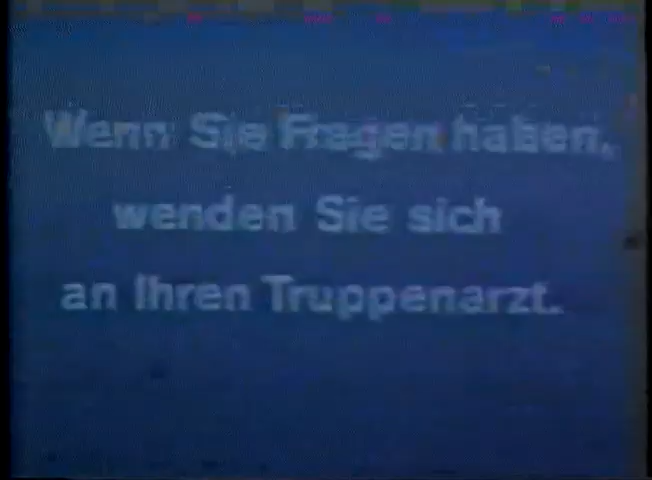 Wenn Sie Fragen haben,
wenden Sie sich
an Ihren Truppenarzt.